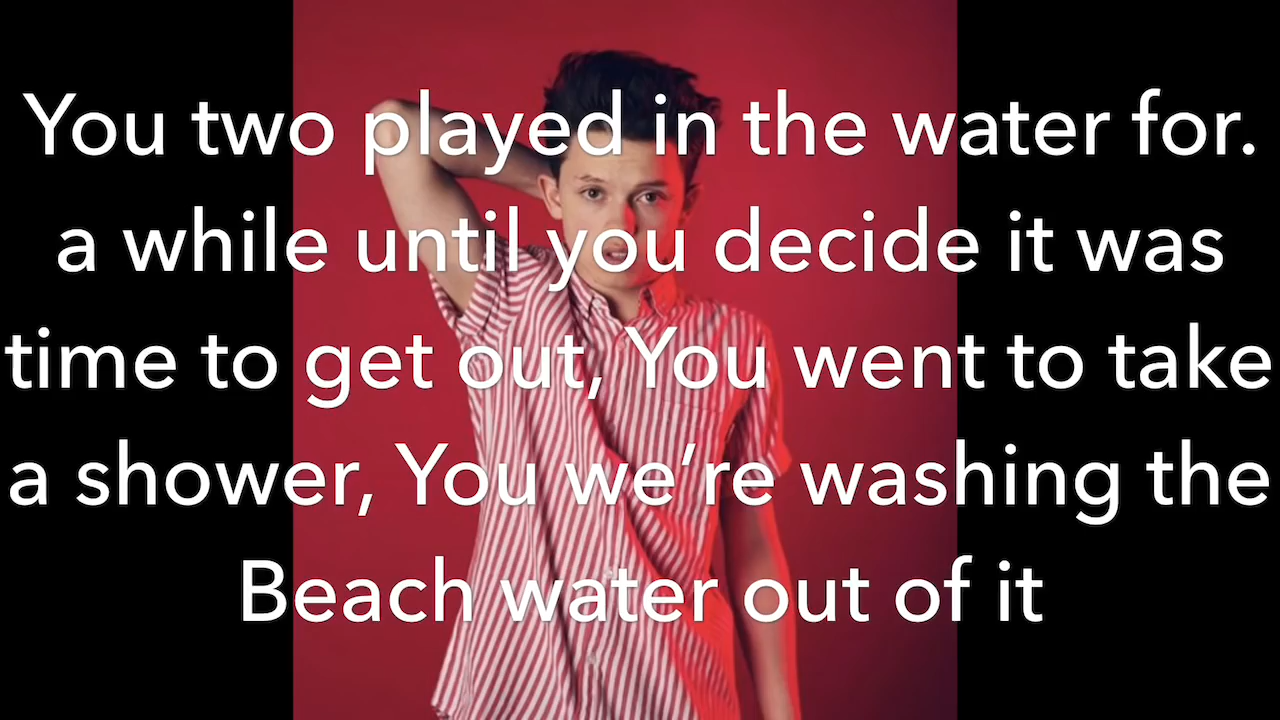 You two played in the water for.
a while until you decide it was
time to get out, You went to take
a shower, You we’re washing the
Beach water out of it